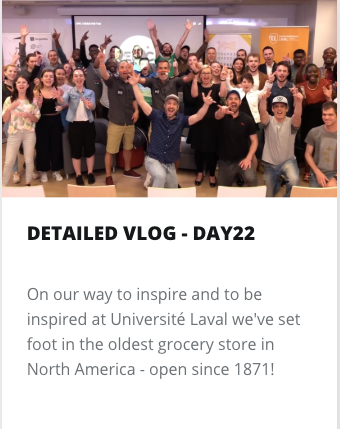 DETAILED VLOG - DAY22
On our way to inspire and to be
inspired at Université Laval we've set
foot in the oldest grocery store in
North America - open since 1871!